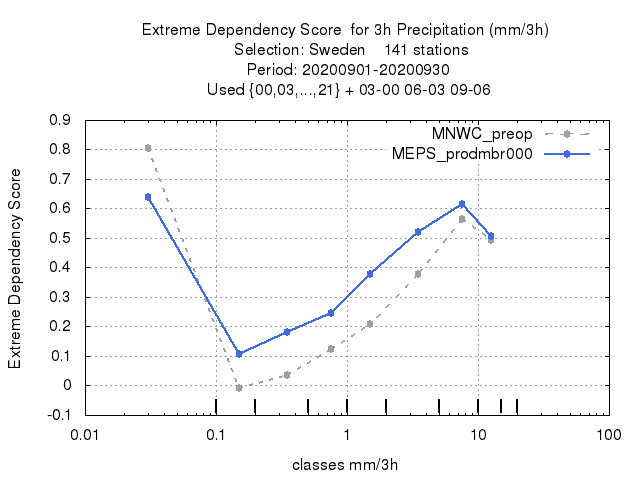 Extreme Dependency Score  for 3h Precipitation (mm/3h)
Selection: Sweden    141 stations
Period: 20200901-20200930
Used {00,03,...,21} + 03-00 06-03 09-06
MNWC_preop
MEPS_prodmbr000
Extreme Dependency Score
0.9
0.8
0.7
0.6
0.5
0.4
0.3
0.2
0.1
0
-0.1
0.01 0.1 1 10 100
classes mm/3h